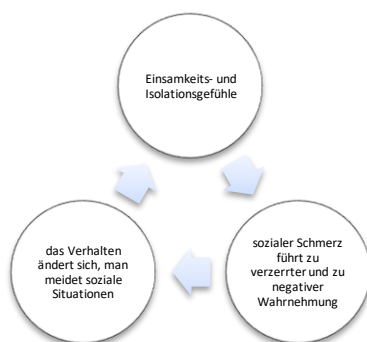 Einsamkeits- und
Isolationsgefühle
sozialer Schmerz
führt zu
verzerrter und zu
negativer
Wahrnehmung
das Verhalten
ändert sich, man
meidet soziale
Situationen